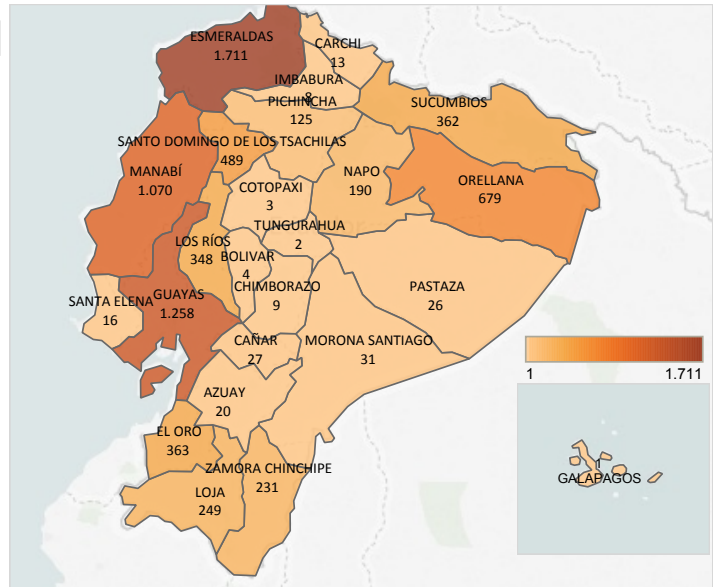 ESMERALDAS
1.711
CARCHI
13
IMBABURA
8
PICHINCHA
125
SUCUMBIOS
362
SANTO DOMINGO DE LOS TSACHILAS
489
MANABÍ
1.070
NAPO
190
ORELLANA
679
COTOPAXI
3
TUNGURAHUA
2
LOS RÍOS
348
BOLIVAR
4
CHIMBORAZO
9
PASTAZA
26
SANTA ELENA
16
GUAYAS
1.258
CAÑAR
27
MORONA SANTIAGO
31
AZUAY
20
EL ORO
363
ZAMORA CHINCHIPE
231
LOJA
249
1
1.711
1
GALAPAGOS